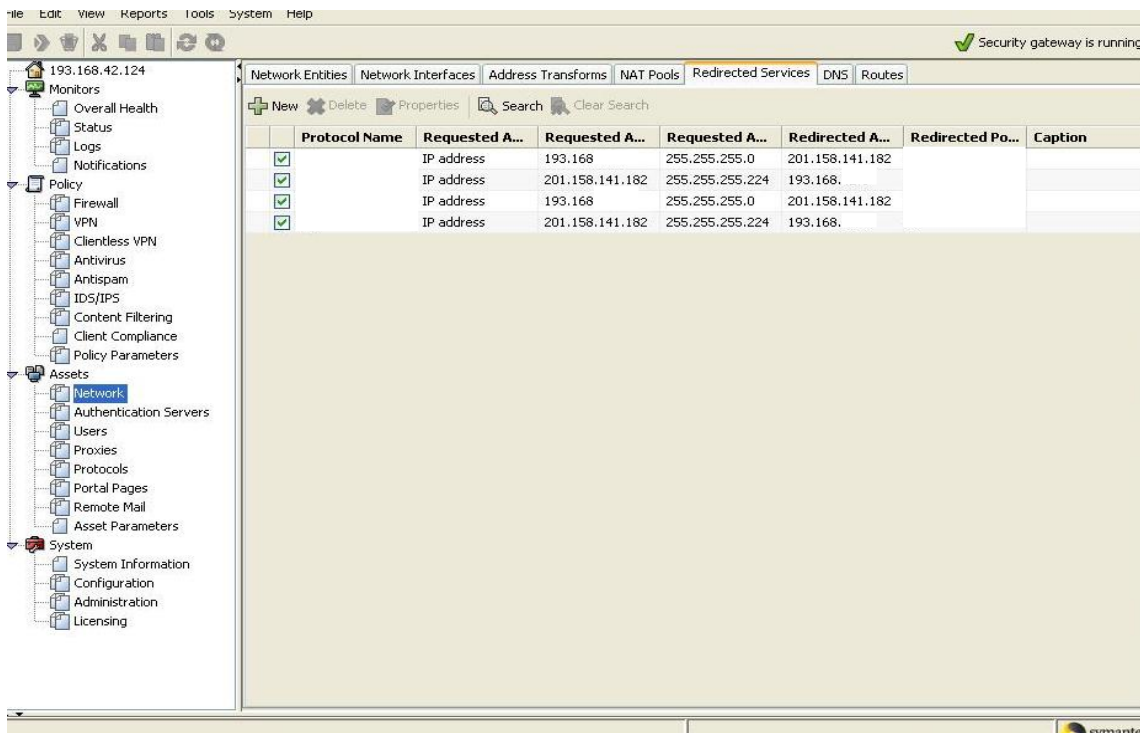 File Edit View Reports Tools System Help
Security gateway is running
193.168.42.124
Monitors
Overall Health
Status
Logs
Notifications
Policy
Firewall
VPN
Clientless VPN
Antivirus
Antispam
IDS/IPS
Content Filtering
Client Compliance
Policy Parameters
Assets
Network
Authentication Servers
Users
Proxies
Protocols
Portal Pages
Remote Mail
Asset Parameters
System
System Information
Configuration
Administration
Licensing
Network Entities Network Interfaces Address Transforms NAT Pools Redirected Services DNS Routes
New Delete Properties Search Clear Search
Protocol Name Requested A... Requested A... Requested A... Redirected A... Redirected Po... Caption
IP address 193.168 255.255.255.0 201.158.141.182
IP address 201.158.141.182 255.255.255.224 193.168.
IP address 193.168 255.255.255.0 201.158.141.182
IP address 201.158.141.182 255.255.255.224 193.168.